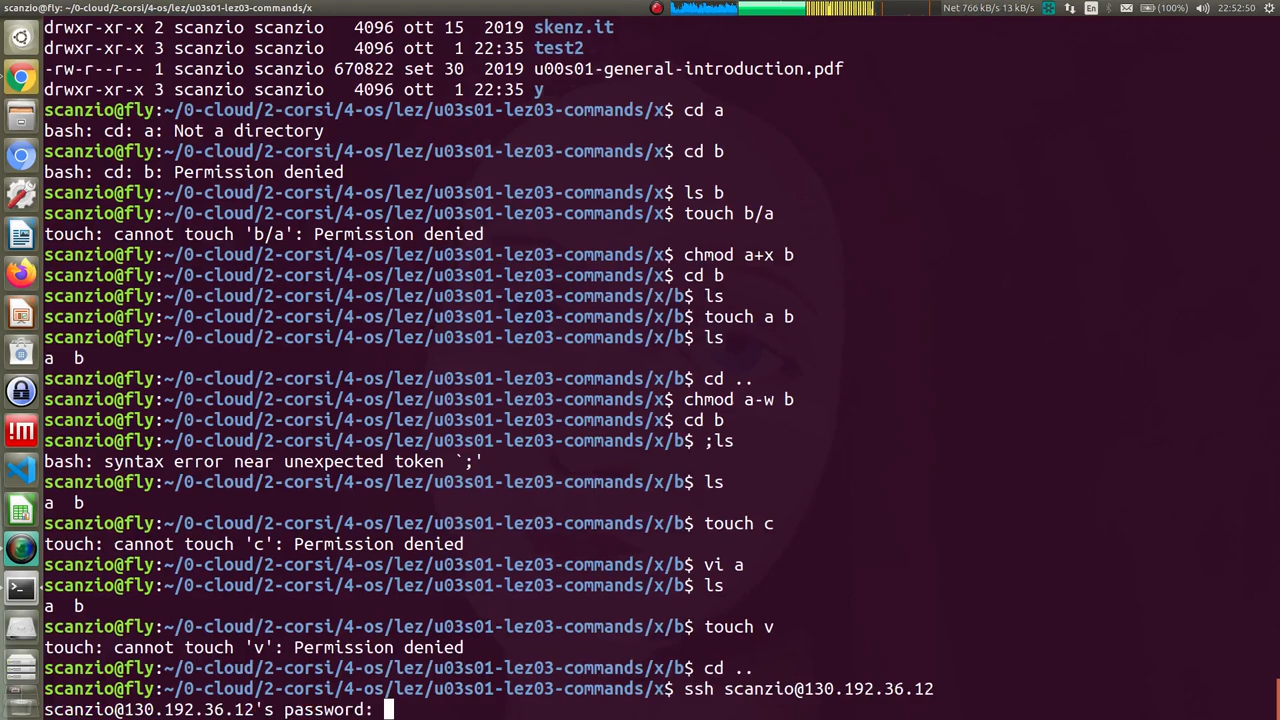 scanzio@fly: ~/0-cloud/2-corsi/4-os/lez/u03s01-lez03-commands/x
Net 766 kB/s 13 kB/s
En
(100%)
22:52:50
drwxr-xr-x 2 scanzio scanzio   4096 ott 15  2019 skenz.it
drwxr-xr-x 3 scanzio scanzio   4096 ott  1 22:35 test2
-rw-r--r-- 1 scanzio scanzio 670822 set 30  2019 u00s01-general-introduction.pdf
drwxr-xr-x 3 scanzio scanzio   4096 ott  1 22:35 y
scanzio@fly:~/0-cloud/2-corsi/4-os/lez/u03s01-lez03-commands/x$ cd a
bash: cd: a: Not a directory
scanzio@fly:~/0-cloud/2-corsi/4-os/lez/u03s01-lez03-commands/x$ cd b
bash: cd: b: Permission denied
scanzio@fly:~/0-cloud/2-corsi/4-os/lez/u03s01-lez03-commands/x$ ls b
scanzio@fly:~/0-cloud/2-corsi/4-os/lez/u03s01-lez03-commands/x$ touch b/a
touch: cannot touch 'b/a': Permission denied
scanzio@fly:~/0-cloud/2-corsi/4-os/lez/u03s01-lez03-commands/x$ chmod a+x b
scanzio@fly:~/0-cloud/2-corsi/4-os/lez/u03s01-lez03-commands/x$ cd b
scanzio@fly:~/0-cloud/2-corsi/4-os/lez/u03s01-lez03-commands/x/b$ ls
scanzio@fly:~/0-cloud/2-corsi/4-os/lez/u03s01-lez03-commands/x/b$ touch a b
scanzio@fly:~/0-cloud/2-corsi/4-os/lez/u03s01-lez03-commands/x/b$ ls
a  b
scanzio@fly:~/0-cloud/2-corsi/4-os/lez/u03s01-lez03-commands/x/b$ cd ..
scanzio@fly:~/0-cloud/2-corsi/4-os/lez/u03s01-lez03-commands/x$ chmod a-w b
scanzio@fly:~/0-cloud/2-corsi/4-os/lez/u03s01-lez03-commands/x$ cd b
scanzio@fly:~/0-cloud/2-corsi/4-os/lez/u03s01-lez03-commands/x/b$ ;ls
bash: syntax error near unexpected token `;'
scanzio@fly:~/0-cloud/2-corsi/4-os/lez/u03s01-lez03-commands/x/b$ ls
a  b
scanzio@fly:~/0-cloud/2-corsi/4-os/lez/u03s01-lez03-commands/x/b$ touch c
touch: cannot touch 'c': Permission denied
scanzio@fly:~/0-cloud/2-corsi/4-os/lez/u03s01-lez03-commands/x/b$ vi a
scanzio@fly:~/0-cloud/2-corsi/4-os/lez/u03s01-lez03-commands/x/b$ ls
a  b
scanzio@fly:~/0-cloud/2-corsi/4-os/lez/u03s01-lez03-commands/x/b$ touch v
touch: cannot touch 'v': Permission denied
scanzio@fly:~/0-cloud/2-corsi/4-os/lez/u03s01-lez03-commands/x/b$ cd ..
scanzio@fly:~/0-cloud/2-corsi/4-os/lez/u03s01-lez03-commands/x$ ssh scanzio@130.192.36.12
scanzio@130.192.36.12's password:
!M